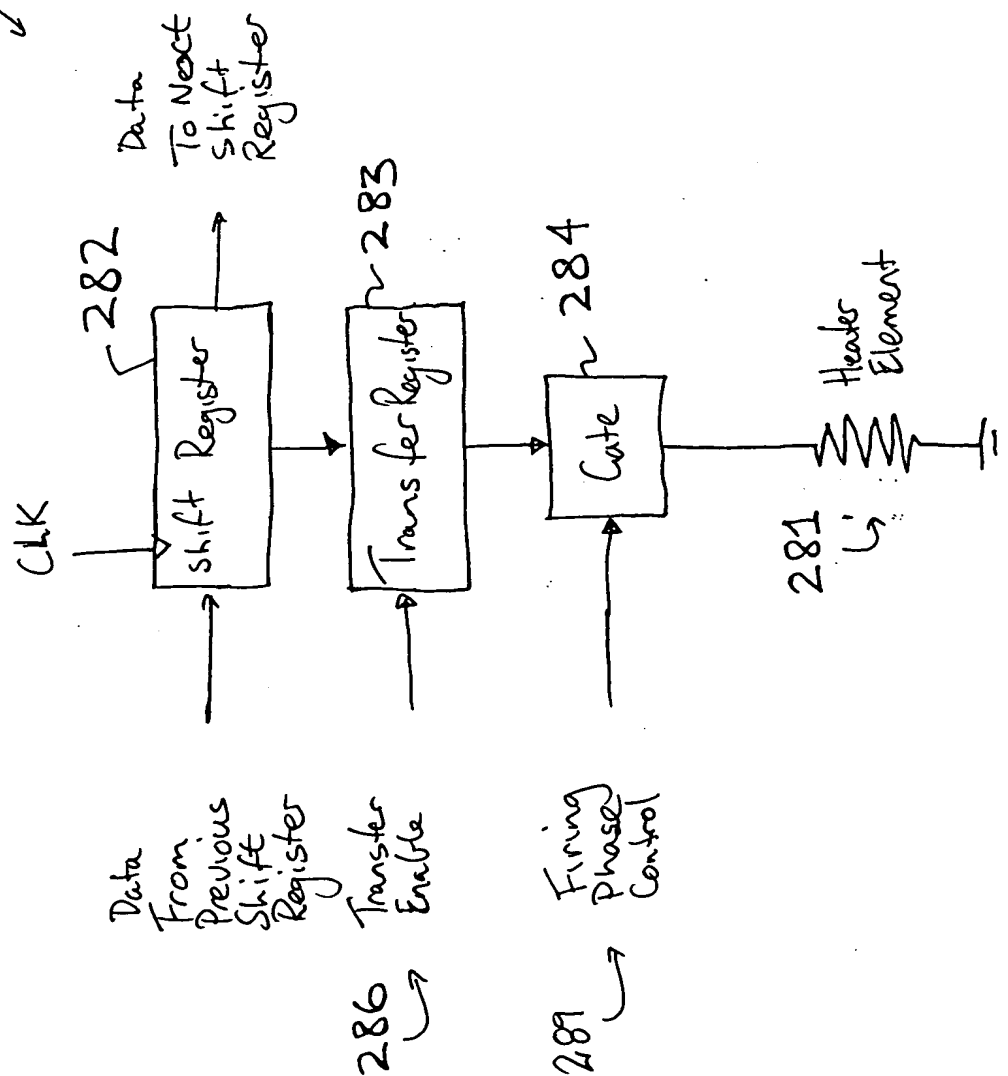 ClK
282
Data
From
Previous
Shift
Register
Shift Register
Data
To Next
Shift
Register
286
Transfer
Enable
Transfer Register
283
289
Firing
Phase
Control
Gate
284
281
Heater
Element